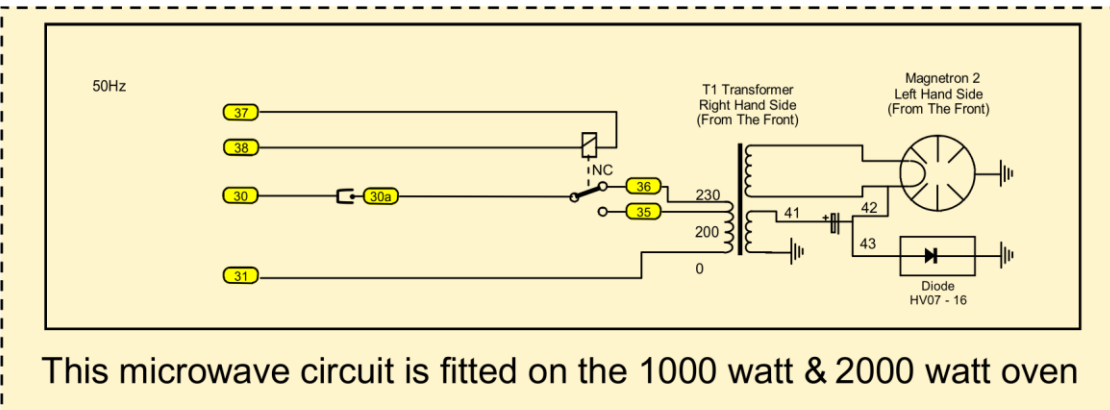 50Hz
T1 Transformer
Right Hand Side
(From The Front)
Magnetron 2
Left Hand Side
(From The Front)
37
38
NC
30
30a
36
230
35
200
41
42
43
31
0
Diode
HV07 - 16
This microwave circuit is fitted on the 1000 watt & 2000 watt oven